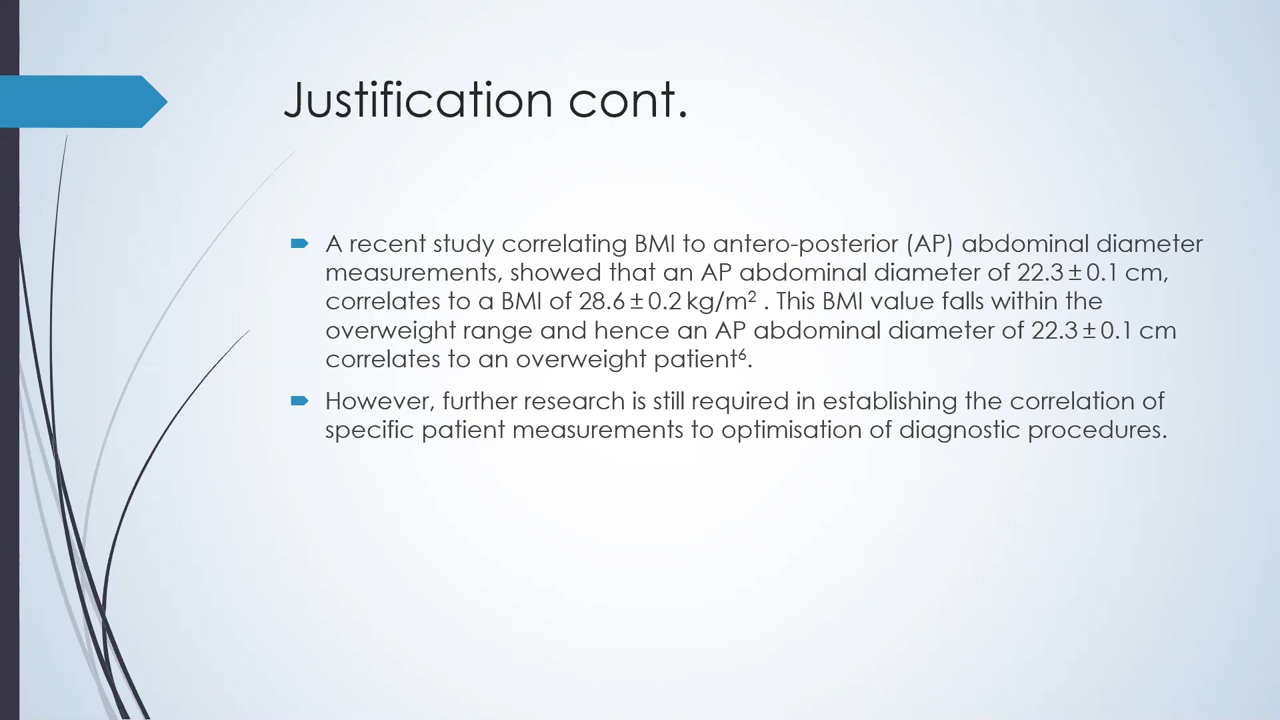 Justification cont.
A recent study correlating BMI to antero-posterior (AP) abdominal diameter
measurements, showed that an AP abdominal diameter of 22.3 ± 0.1 cm,
correlates to a BMI of 28.6 ± 0.2 kg/m² . This BMI value falls within the
overweight range and hence an AP abdominal diameter of 22.3 ± 0.1 cm
correlates to an overweight patient⁶.
However, further research is still required in establishing the correlation of
specific patient measurements to optimisation of diagnostic procedures.